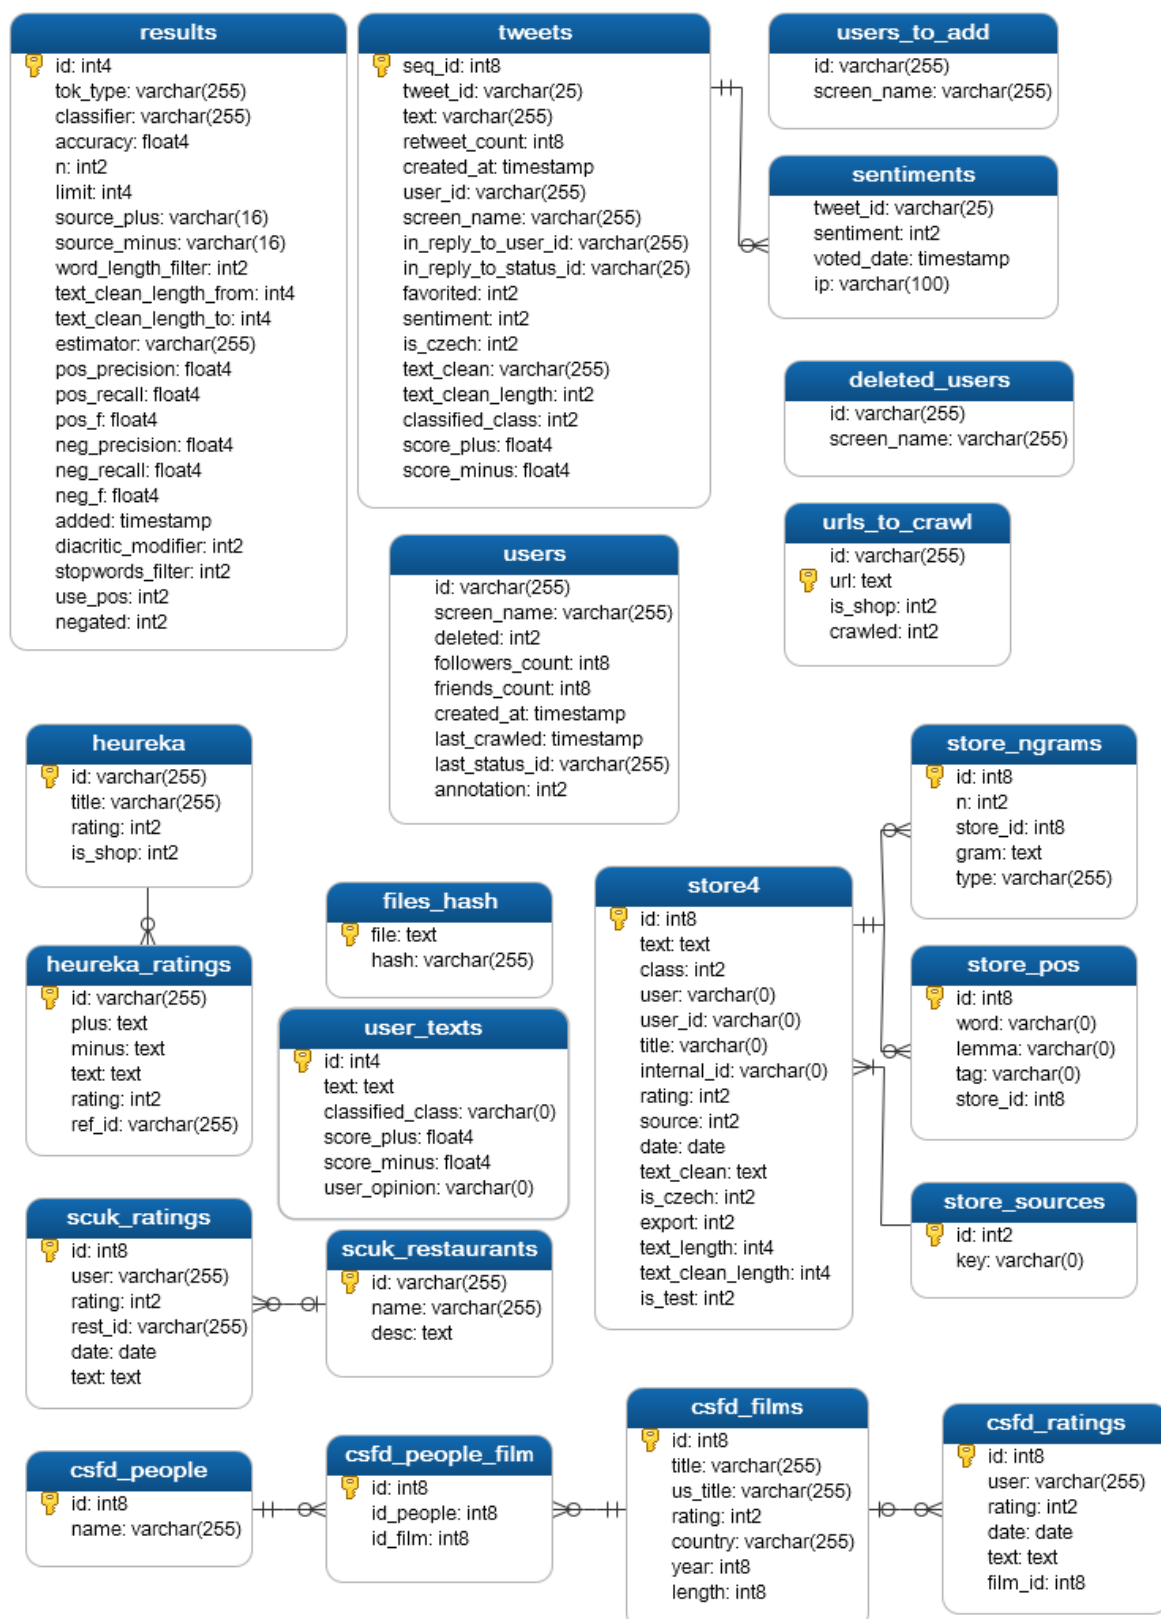 results
id: int4
tok_type: varchar(255)
classifier: varchar(255)
accuracy: float4
n: int2
limit: int4
source_plus: varchar(16)
source_minus: varchar(16)
word_length_filter: int2
text_clean_length_from: int4
text_clean_length_to: int4
estimator: varchar(255)
pos_precision: float4
pos_recall: float4
pos_f: float4
neg_precision: float4
neg_recall: float4
neg_f: float4
added: timestamp
diacritic_modifier: int2
stopwords_filter: int2
use_pos: int2
negated: int2
tweets
seq_id: int8
tweet_id: varchar(25)
text: varchar(255)
retweet_count: int8
created_at: timestamp
user_id: varchar(255)
screen_name: varchar(255)
in_reply_to_user_id: varchar(255)
in_reply_to_status_id: varchar(25)
favorited: int2
sentiment: int2
is_czech: int2
text_clean: varchar(255)
text_clean_length: int2
classified_class: int2
score_plus: float4
score_minus: float4
users_to_add
id: varchar(255)
screen_name: varchar(255)
sentiments
tweet_id: varchar(25)
sentiment: int2
voted_date: timestamp
ip: varchar(100)
deleted_users
id: varchar(255)
screen_name: varchar(255)
urls_to_crawl
id: varchar(255)
url: text
is_shop: int2
crawled: int2
users
id: varchar(255)
screen_name: varchar(255)
deleted: int2
followers_count: int8
friends_count: int8
created_at: timestamp
last_crawled: timestamp
last_status_id: varchar(255)
annotation: int2
heureka
id: varchar(255)
title: varchar(255)
rating: int2
is_shop: int2
heureka_ratings
id: varchar(255)
plus: text
minus: text
text: text
rating: int2
ref_id: varchar(255)
files_hash
file: text
hash: varchar(255)
user_texts
id: int4
text: text
classified_class: varchar(0)
score_plus: float4
score_minus: float4
user_opinion: varchar(0)
store4
id: int8
text: text
class: int2
user: varchar(0)
user_id: varchar(0)
title: varchar(0)
internal_id: varchar(0)
rating: int2
source: int2
date: date
text_clean: text
is_czech: int2
export: int2
text_length: int4
text_clean_length: int4
is_test: int2
store_ngrams
id: int8
n: int2
store_id: int8
gram: text
type: varchar(255)
store_pos
id: int8
word: varchar(0)
lemma: varchar(0)
tag: varchar(0)
store_id: int8
store_sources
id: int2
key: varchar(0)
scuk_ratings
id: int8
user: varchar(255)
rating: int2
rest_id: varchar(255)
date: date
text: text
scuk_restaurants
id: varchar(255)
name: varchar(255)
desc: text
csfd_people
id: int8
name: varchar(255)
csfd_people_film
id: int8
id_people: int8
id_film: int8
csfd_films
id: int8
title: varchar(255)
us_title: varchar(255)
rating: int2
country: varchar(255)
year: int8
length: int8
csfd_ratings
id: int8
user: varchar(255)
rating: int2
date: date
text: text
film_id: int8